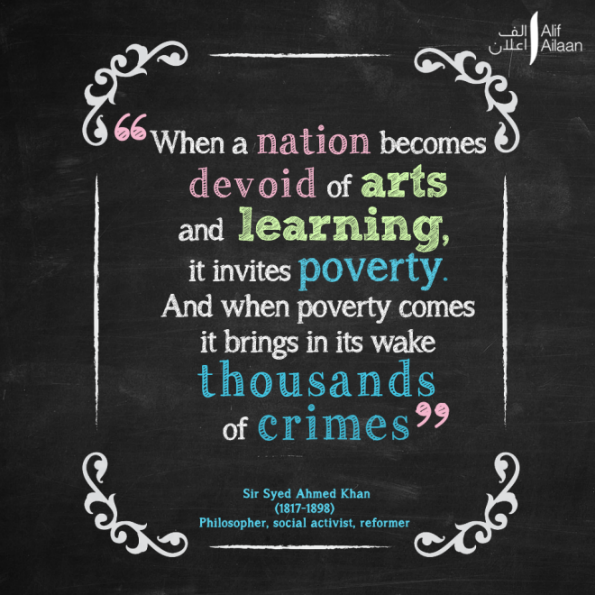 الف Alif
اعلان Ailaan
“When a nation becomes
devoid of arts
and learning,
it invites poverty.
And when poverty comes
it brings in its wake
thousands
of crimes”
Sir Syed Ahmed Khan
(1817-1898)
Philosopher, social activist, reformer